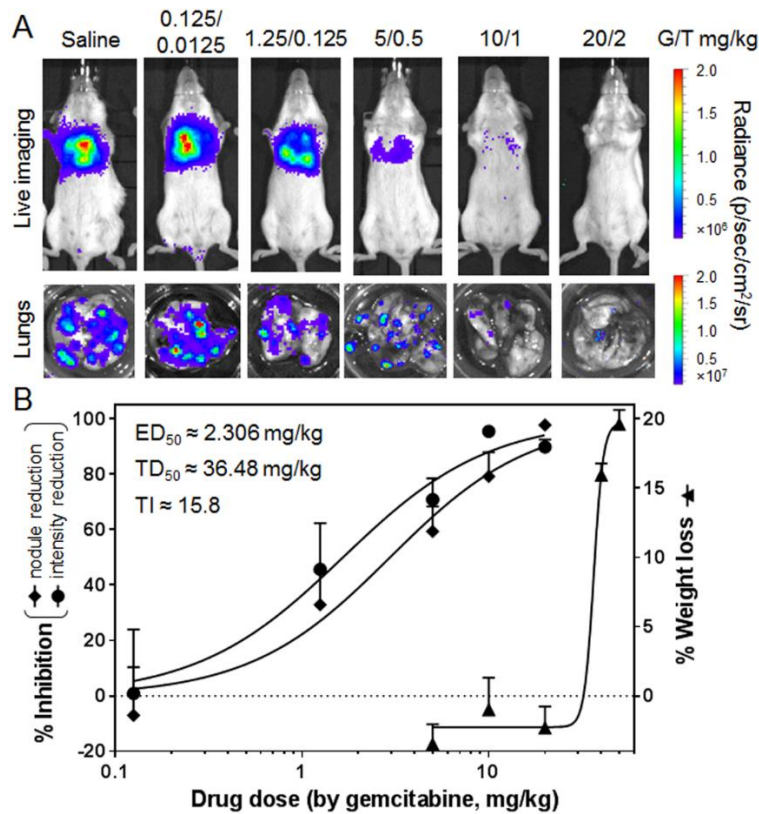 A
Saline
0.125/
0.0125
1.25/0.125
5/0.5
10/1
20/2
G/T mg/kg
Live imaging
2.0
1.5
1.0
0.5
×10⁶
Radiance (p/sec/cm²/sr)
Lungs
2.0
1.5
1.0
0.5
×10⁷
B
ED₅₀ ≈ 2.306 mg/kg
TD₅₀ ≈ 36.48 mg/kg
TI ≈ 15.8
% Inhibition
nodule reduction
intensity reduction
100
80
60
40
20
0
-20
20
15
10
5
0
% Weight loss
0.1
1
10
Drug dose (by gemcitabine, mg/kg)